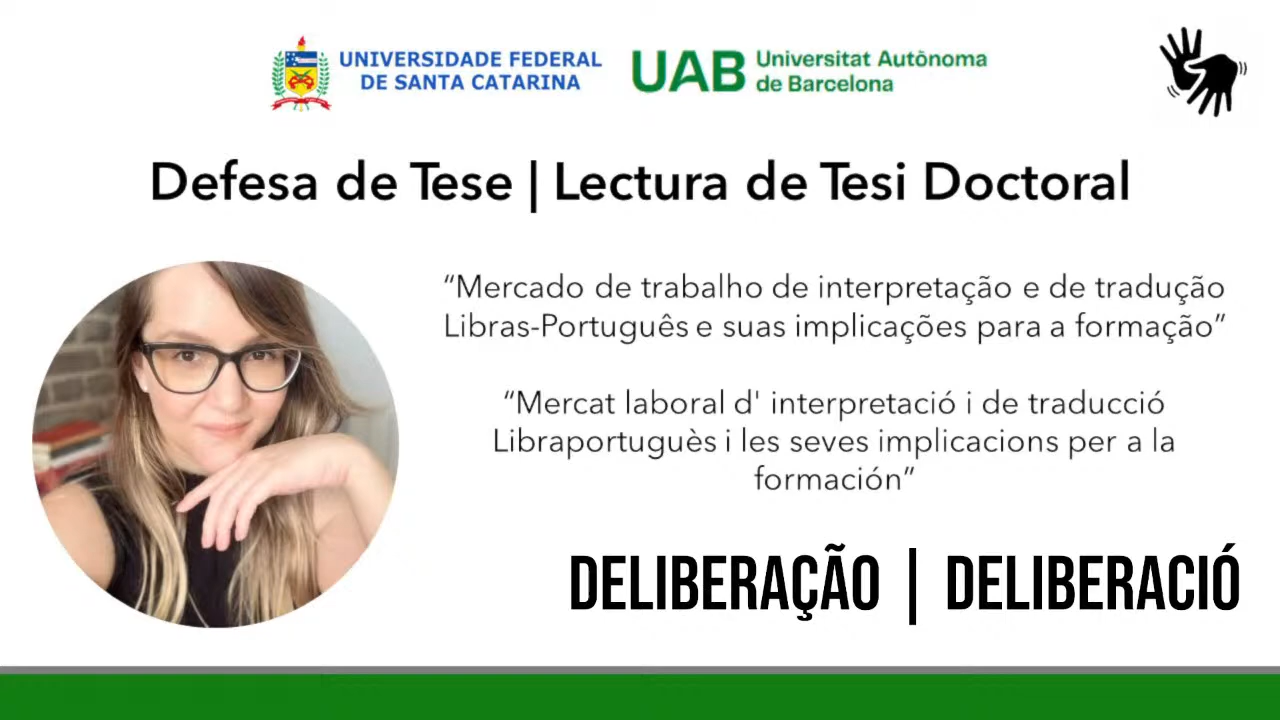 UNIVERSIDADE FEDERAL
DE SANTA CATARINA
UAB
Universitat Autònoma
de Barcelona
Defesa de Tese | Lectura de Tesi Doctoral
“Mercado de trabalho de interpretação e de tradução
Libras-Português e suas implicações para a formação”
“Mercat laboral d' interpretació i de traducció
Libraportuguès i les seves implicacions per a la
formación”
DELIBERAÇÃO | DELIBERACIÓ